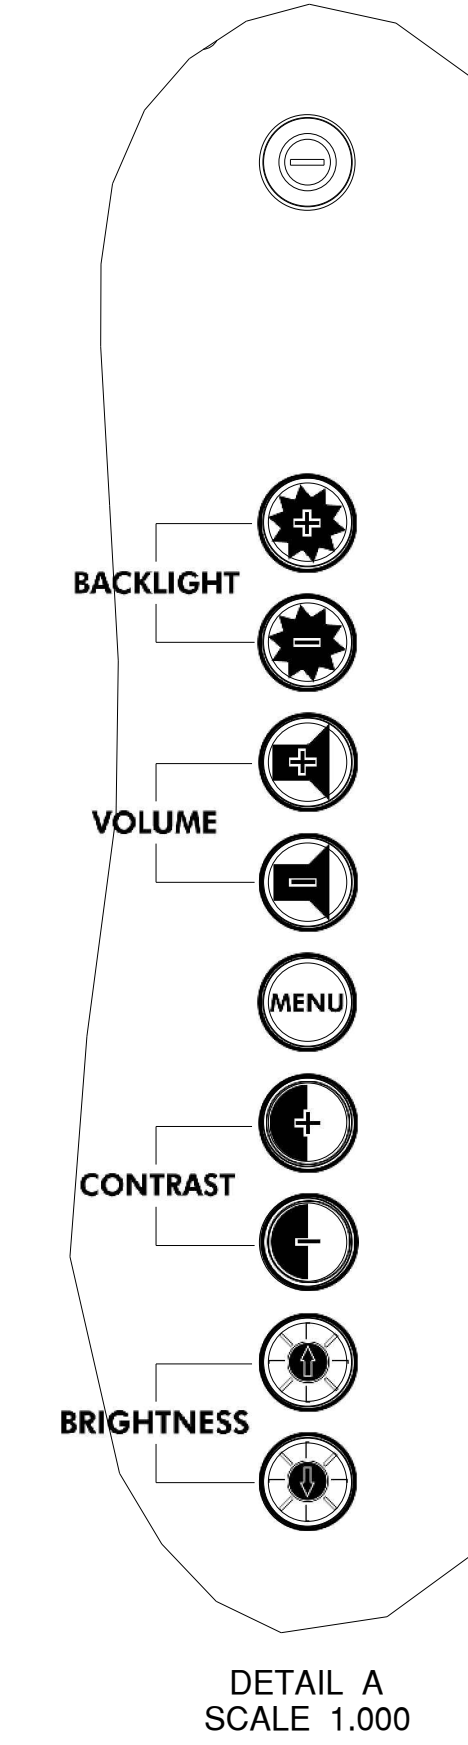 BACKLIGHT
VOLUME
MENU
CONTRAST
BRIGHTNESS
DETAIL A
SCALE 1.000